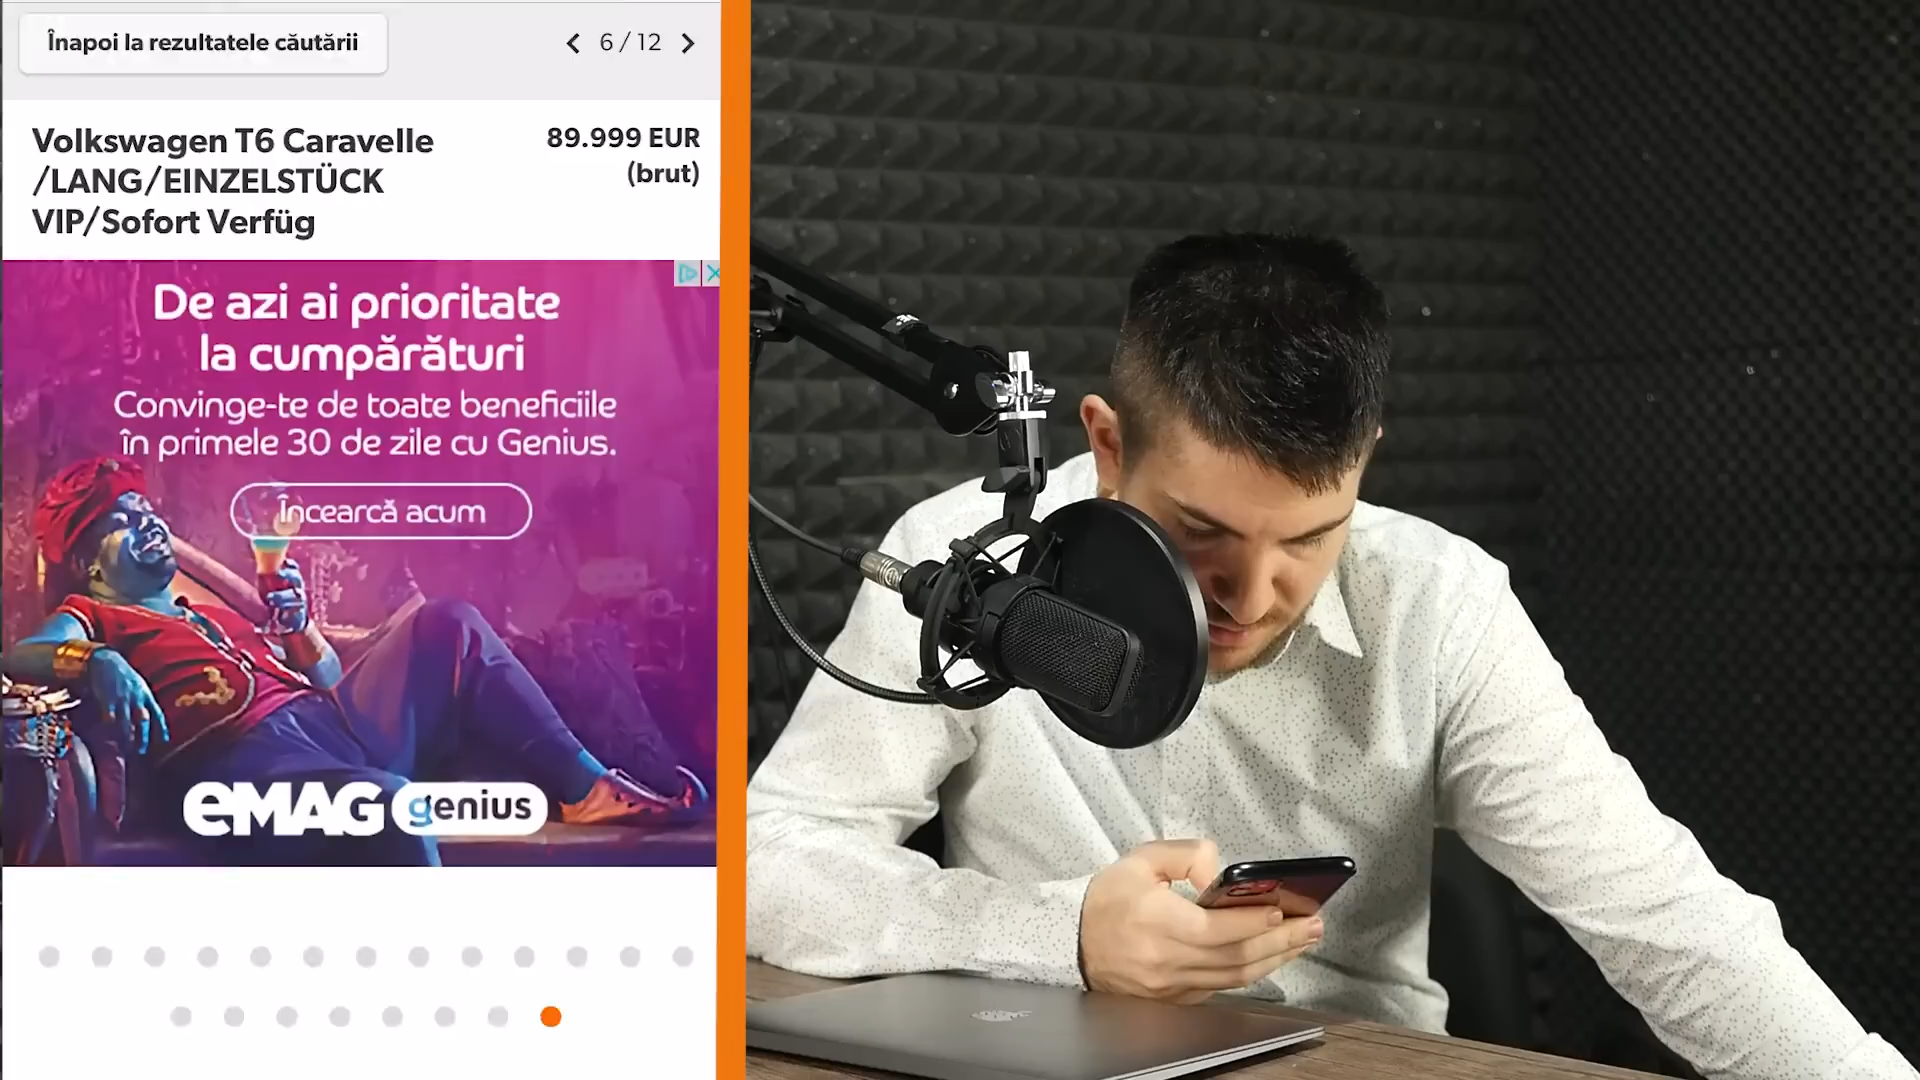 Înapoi la rezultatele căutării
6 / 12
Volkswagen T6 Caravelle
/LANG/EINZELSTÜCK
VIP/Sofort Verfüg
89.999 EUR
(brut)
De azi ai prioritate
la cumpărături
Convinge-te de toate beneficiile
în primele 30 de zile cu Genius.
Încearcă acum
eMAG genius